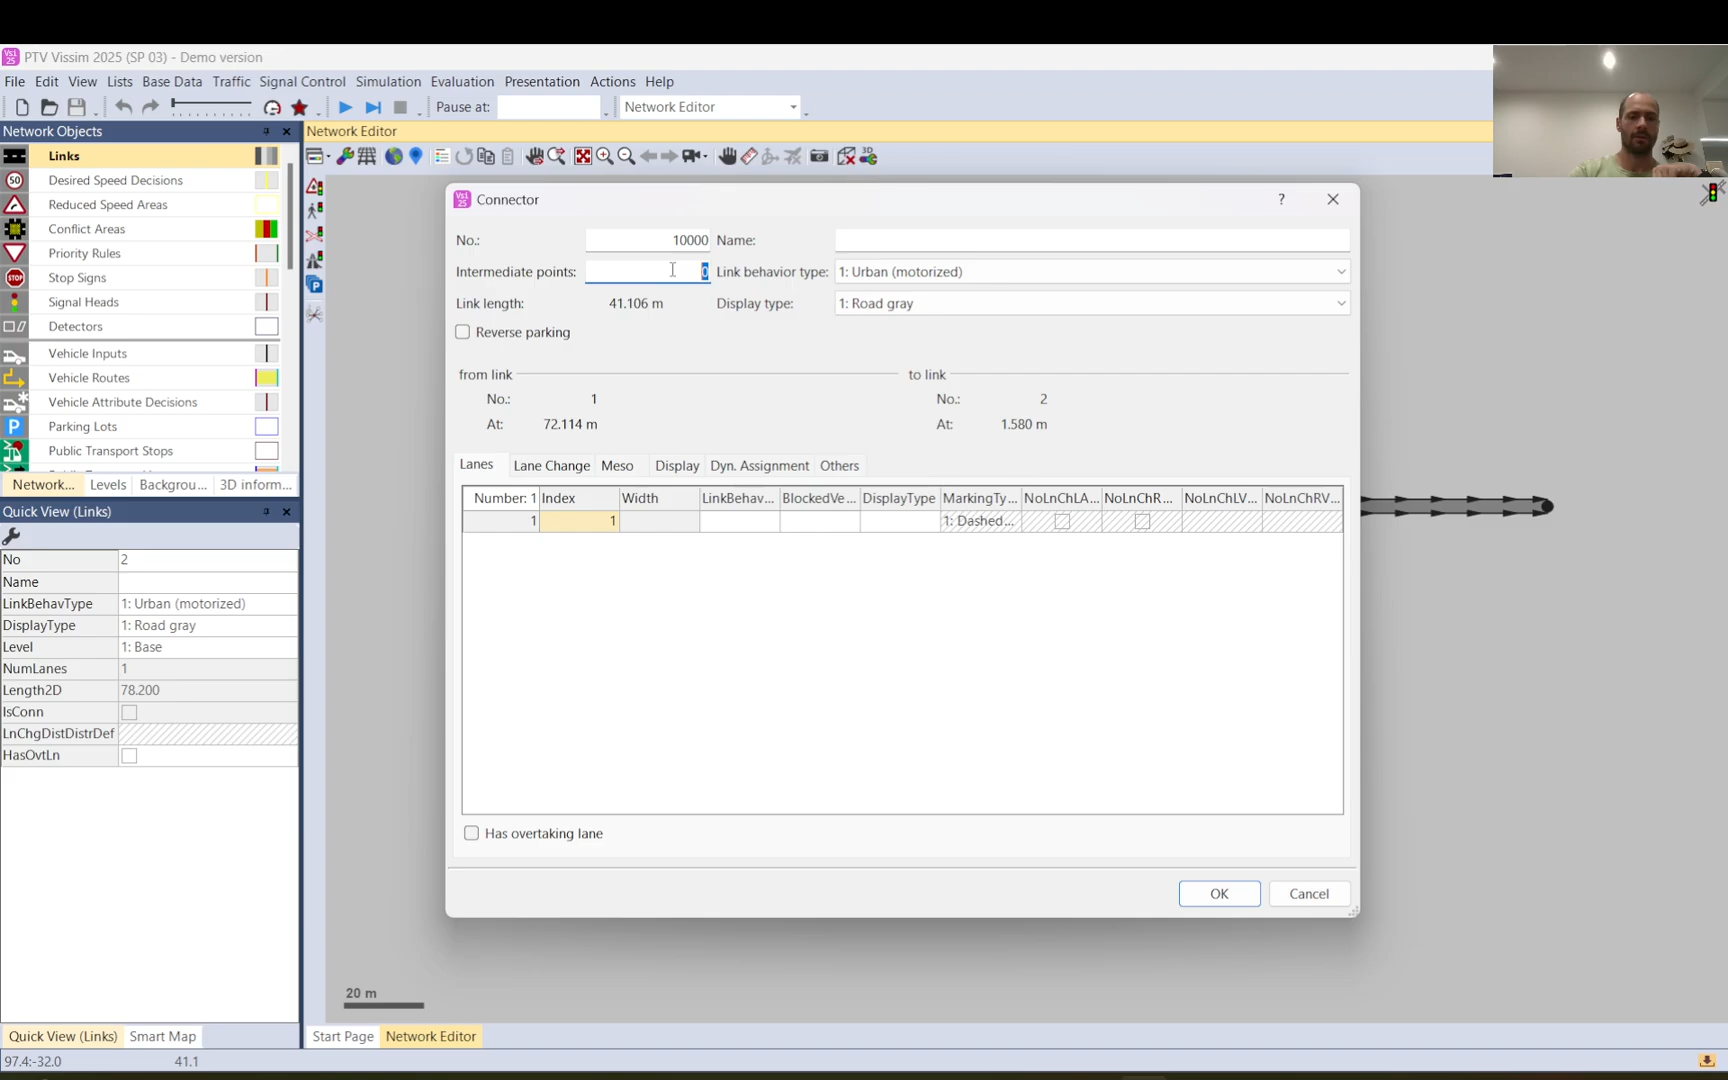 PTV Vissim 2025 (SP 03) - Demo version
File Edit View Lists Base Data Traffic Signal Control Simulation Evaluation Presentation Actions Help
Pause at: Network Editor
Network Objects
Network Editor
Links
50 Desired Speed Decisions
Reduced Speed Areas
Conflict Areas
Priority Rules
STOP Stop Signs
Signal Heads
Detectors
Vehicle Inputs
Vehicle Routes
Vehicle Attribute Decisions
P Parking Lots
Public Transport Stops
Network... Levels Backgrou... 3D inform...
Quick View (Links)
No 2
Name
LinkBehavType 1: Urban (motorized)
DisplayType 1: Road gray
Level 1: Base
NumLanes 1
Length2D 78.200
IsConn
LnChgDistDistrDef
HasOvtLn
Quick View (Links) Smart Map
97.4:-32.0 41.1
Vsi 25 Connector ?
No.: 10000 Name:
Intermediate points: 0 Link behavior type: 1: Urban (motorized)
Link length: 41.106 m Display type: 1: Road gray
Reverse parking
from link to link
No.: 1 No.: 2
At: 72.114 m At: 1.580 m
Lanes Lane Change Meso Display Dyn. Assignment Others
Number: 1 Index Width LinkBehav... BlockedVe... DisplayType MarkingTy... NoLnChLA... NoLnChR... NoLnChLV... NoLnChRV...
1 1 1: Dashed...
Has overtaking lane
OK Cancel
20 m
Start Page Network Editor